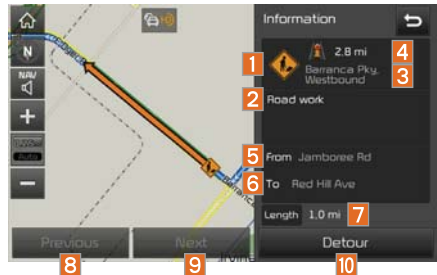 Information
N
NAV
2.8 mi
4
1
Barranca Pky.
Westbound
3
2
Road work
Auto
5
From Jamboree Rd
6
To Red Hill Ave
Length 1.0 mi
7
Previous
Next
Detour
8
9
10